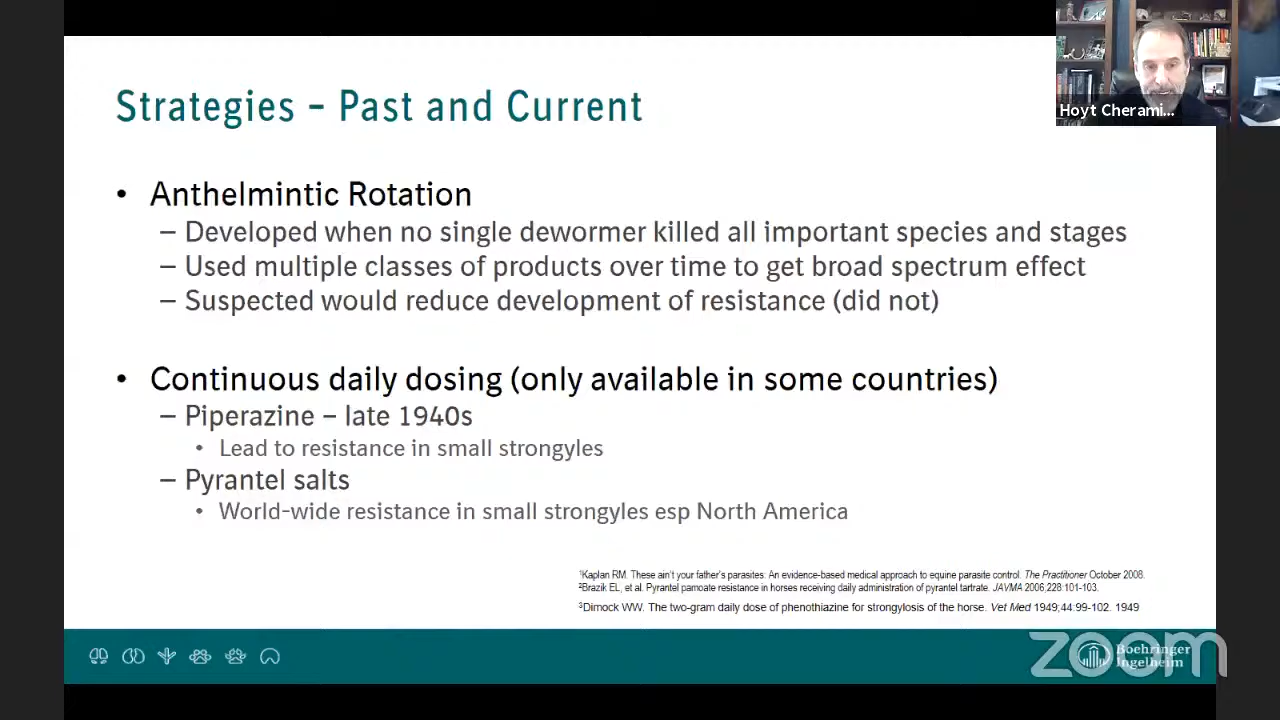 Strategies – Past and Current
Hoyt Cherami...
• Anthelmintic Rotation
– Developed when no single dewormer killed all important species and stages
– Used multiple classes of products over time to get broad spectrum effect
– Suspected would reduce development of resistance (did not)
• Continuous daily dosing (only available in some countries)
– Piperazine – late 1940s
• Lead to resistance in small strongyles
– Pyrantel salts
• World-wide resistance in small strongyles esp North America
¹Kaplan RM. These ain't your father's parasites: An evidence-based medical approach to equine parasite control. The Practitioner October 2008.
²Brazik EL, et al. Pyrantel pamoate resistance in horses receiving daily administration of pyrantel tartrate. JAVMA 2006;228:101-103.
³Dimock WW. The two-gram daily dose of phenothiazine for strongylosis of the horse. Vet Med 1949;44:99-102. 1949
zoom
Boehringer
Ingelheim